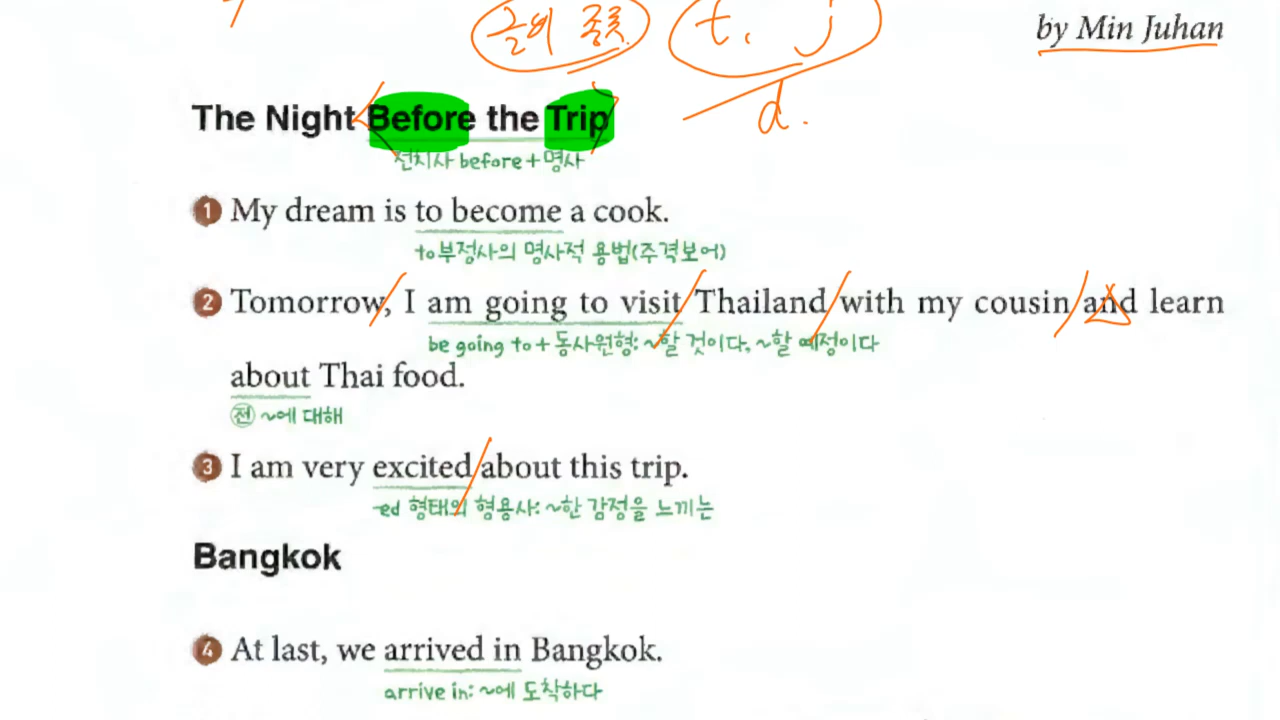 글의 종류 t. j
by Min Juhan
d.
The Night Before the Trip
전치사 before+명사
1 My dream is to become a cook.
to부정사의 명사적 용법(주격보어)
2 Tomorrow, I am going to visit Thailand with my cousin and learn
be going to+동사원형: ~할 것이다, ~할 예정이다
about Thai food.
전 ~에 대해
3 I am very excited about this trip.
-ed 형태의 형용사: ~한 감정을 느끼는
Bangkok
4 At last, we arrived in Bangkok.
arrive in: ~에 도착하다